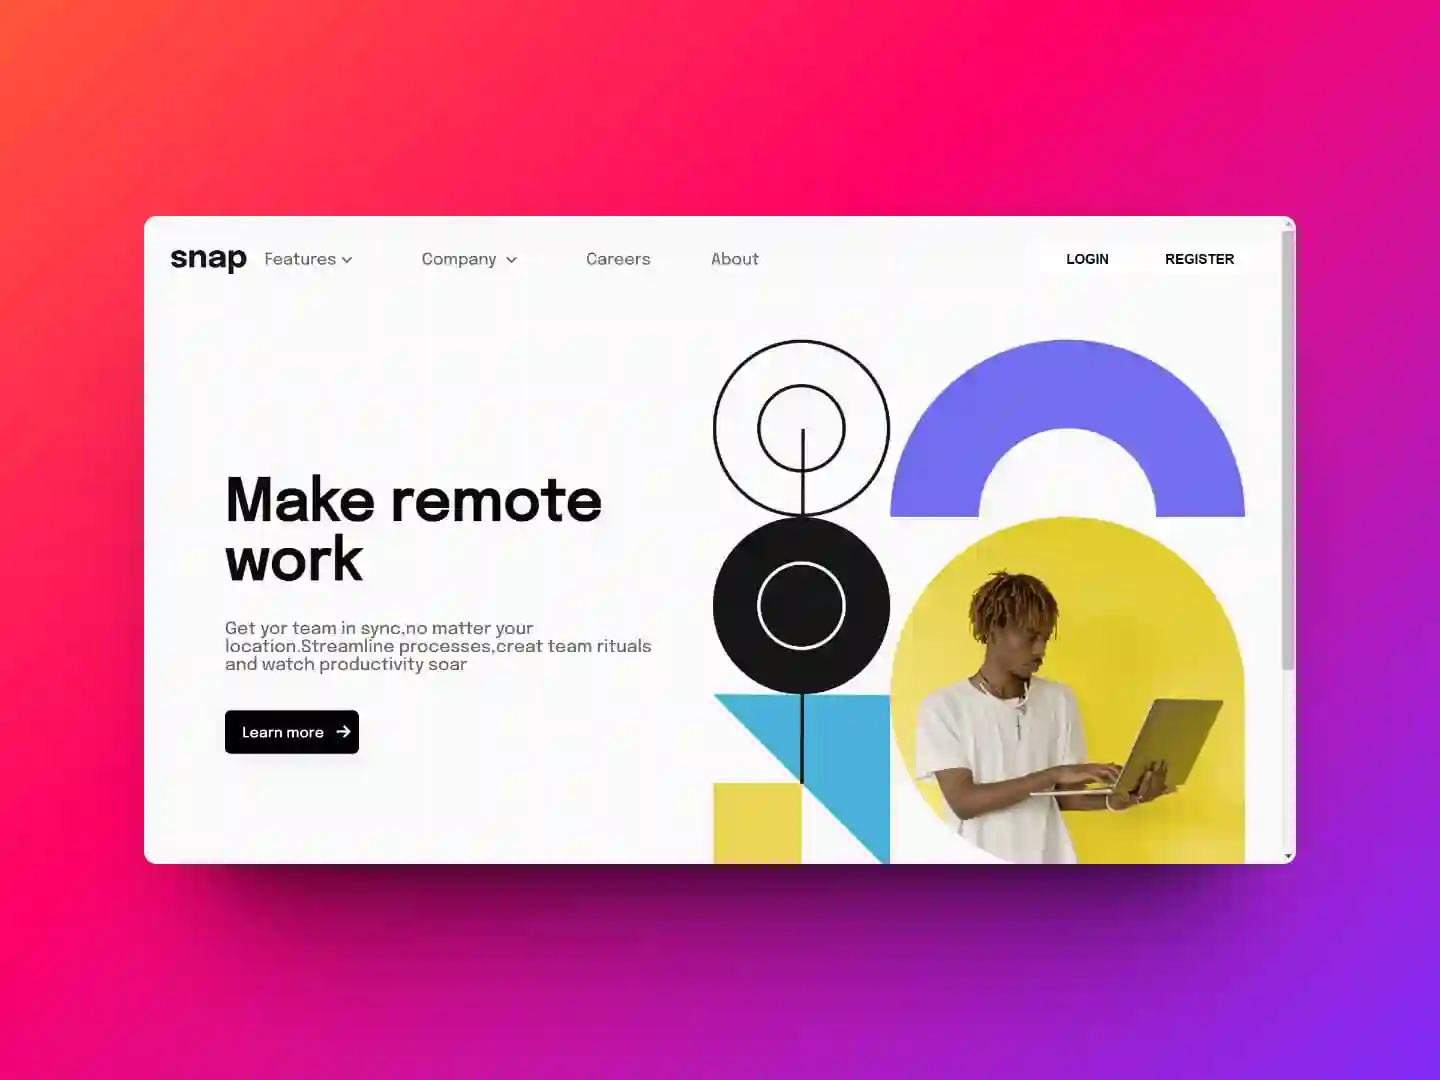 snap Features Company Careers About LOGIN REGISTER
Make remote
work
Get yor team in sync,no matter your
location.Streamline processes,creat team rituals
and watch productivity soar
Learn more